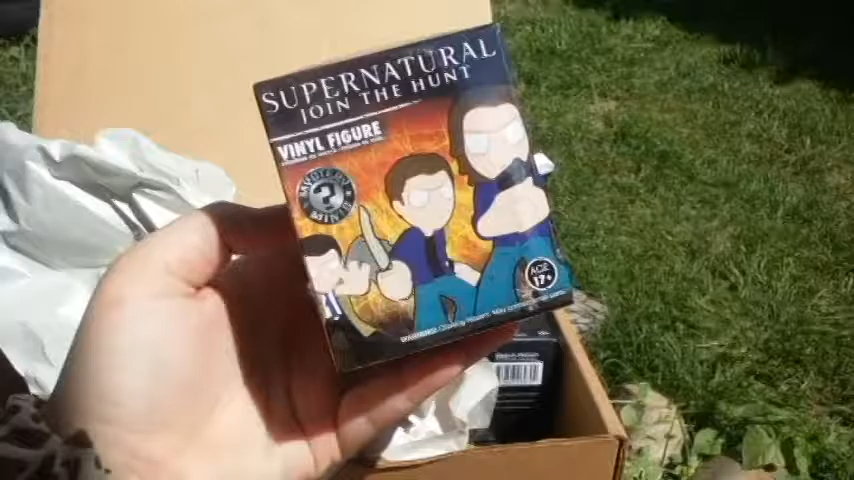 SUPERNATURAL
JOIN THE HUNT
VINYL FIGURE
MYSTERY
?
MINIS
AGE
17+
WARNING: